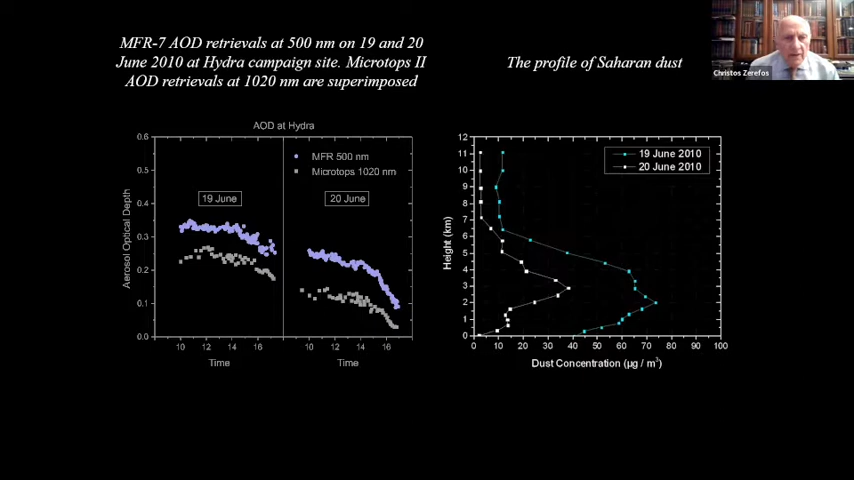 MFR-7 AOD retrievals at 500 nm on 19 and 20
June 2010 at Hydra campaign site. Microtops II
AOD retrievals at 1020 nm are superimposed
The profile of Saharan dust
Christos Zerefos
AOD at Hydra
MFR 500 nm
Microtops 1020 nm
19 June
20 June
Aerosol Optical Depth
0.6
0.5
0.4
0.3
0.2
0.1
0.0
10 12 14 16
10 12 14 16
Time
Time
19 June 2010
20 June 2010
Height (km)
12
11
10
9
8
7
6
5
4
3
2
1
0
0 10 20 30 40 50 60 70 80 90 100
Dust Concentration (μg / m³)